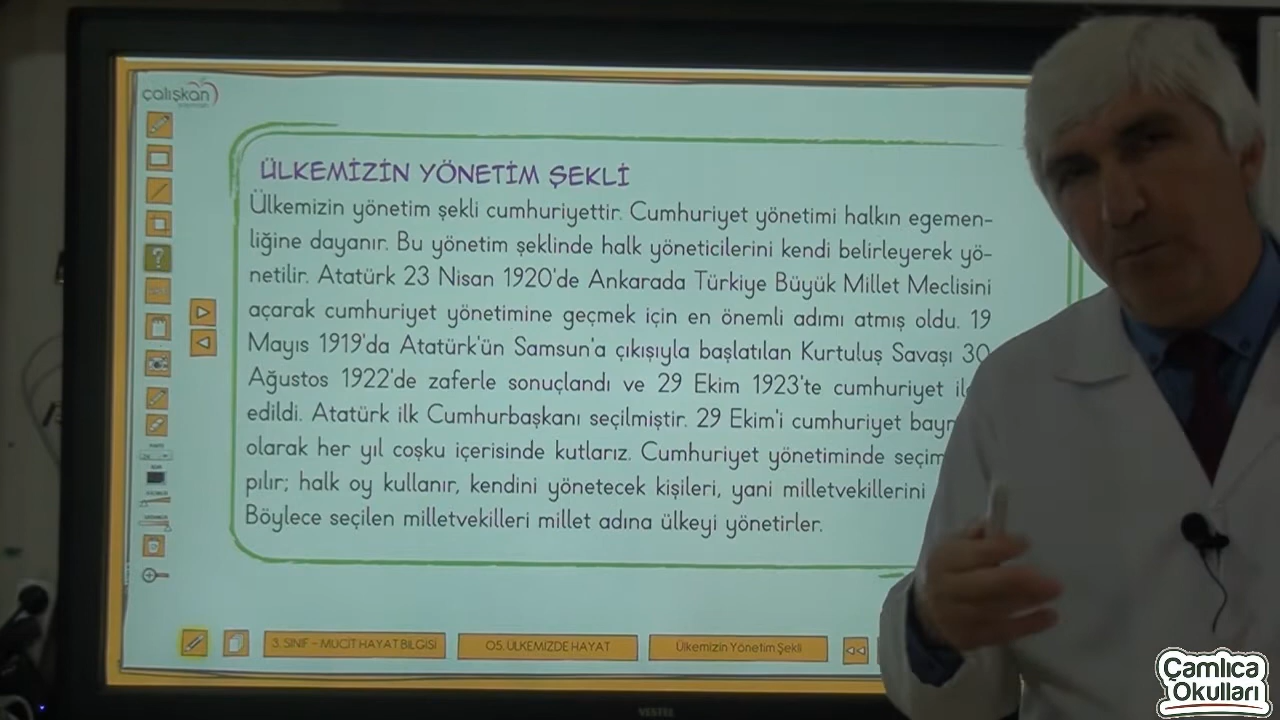 çalışkan
ÜLKEMİZİN YÖNETİM ŞEKLİ
Ülkemizin yönetim şekli cumhuriyettir. Cumhuriyet yönetimi halkın egemen-
liğine dayanır. Bu yönetim şeklinde halk yöneticilerini kendi belirleyerek yö-
netilir. Atatürk 23 Nisan 1920'de Ankarada Türkiye Büyük Millet Meclisini
açarak cumhuriyet yönetimine geçmek için en önemli adımı atmış oldu. 19
Mayıs 1919'da Atatürk'ün Samsun'a çıkışıyla başlatılan Kurtuluş Savaşı 30
Ağustos 1922'de zaferle sonuçlandı ve 29 Ekim 1923'te cumhuriyet
edildi. Atatürk ilk Cumhurbaşkanı seçilmiştir. 29 Ekim'i cumhuriyet
olarak her yıl coşku içerisinde kutlarız. Cumhuriyet yönetiminde
pılır; halk oy kullanır, kendini yönetecek kişileri, yani milletvekillerini
Böylece seçilen milletvekilleri millet adına ülkeyi yönetirler.
3. SINIF - MUCİT HAYAT BİLGİSİ
05. ÜLKEMİZDE HAYAT
Ülkemizin Yönetim Şekli
VESTEL
Çamlıca
Okulları